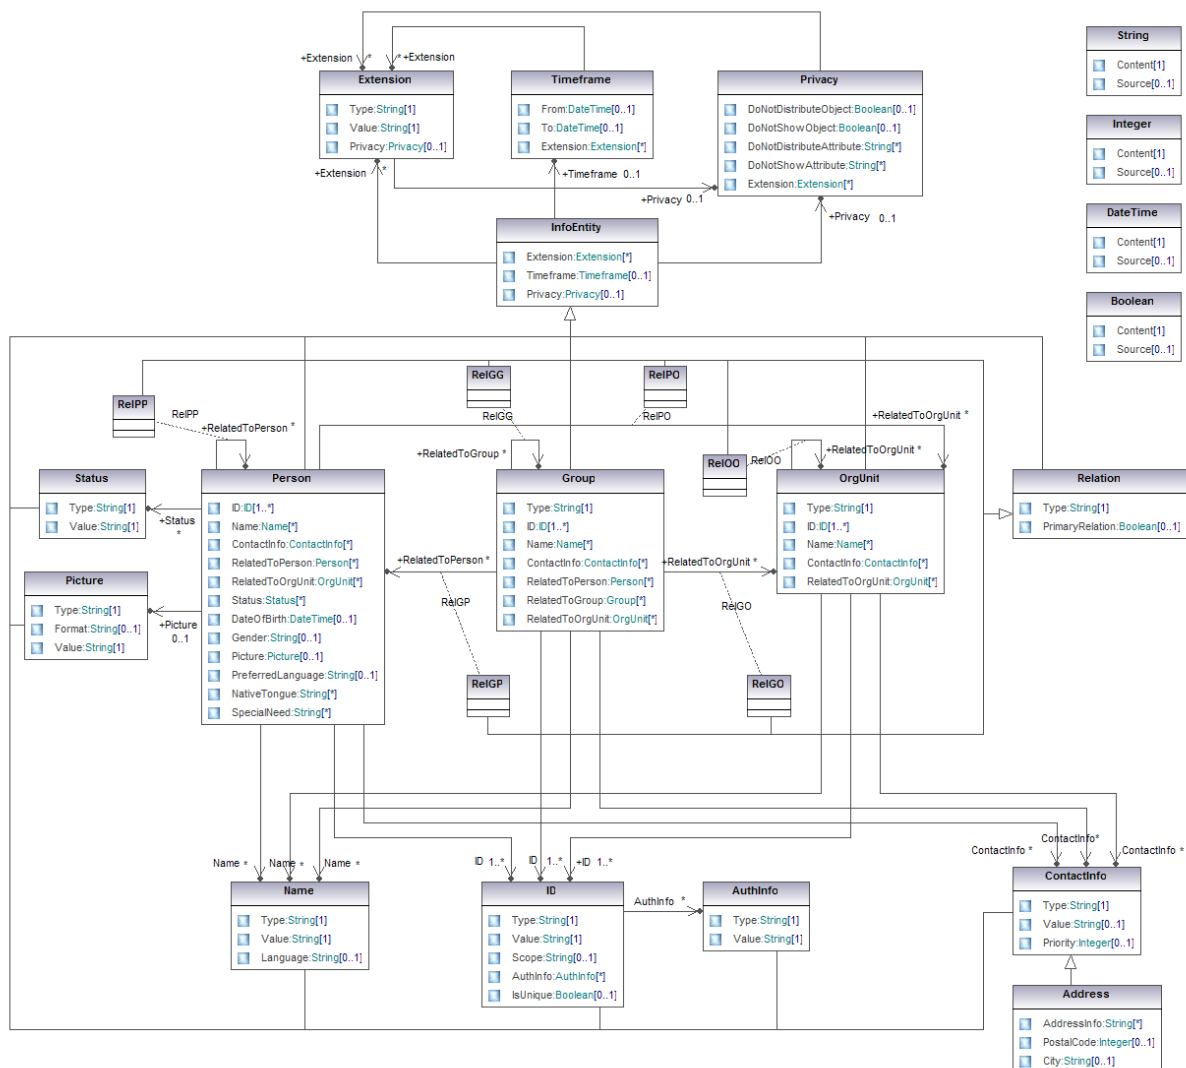 String
Content[1]
Source[0..1]
+Extension *
* +Extension
Extension
Type:String[1]
Value:String[1]
Privacy:Privacy[0..1]
Timeframe
From:DateTime[0..1]
To:DateTime[0..1]
Extension:Extension[*]
Privacy
DoNotDistributeObject:Boolean[0..1]
DoNotShowObject:Boolean[0..1]
DoNotDistributeAttribute:String[*]
DoNotShowAttribute:String[*]
Extension:Extension[*]
Integer
Content[1]
Source[0..1]
+Extension *
+Timeframe 0..1
+Privacy 0..1
+Privacy 0..1
DateTime
Content[1]
Source[0..1]
InfoEntity
Extension:Extension[*]
Timeframe:Timeframe[0..1]
Privacy:Privacy[0..1]
Boolean
Content[1]
Source[0..1]
RelPP
RelGG
RelPO
RelPP
RelGG
RelPO
+RelatedToOrgUnit *
+RelatedToPerson *
+RelatedToGroup *
RelOO
RelOO
+RelatedToOrgUnit *
Status
Type:String[1]
Value:String[1]
+Status
*
Person
ID:ID[1..*]
Name:Name[*]
ContactInfo:ContactInfo[*]
RelatedToPerson:Person[*]
RelatedToOrgUnit:OrgUnit[*]
Status:Status[*]
DateOfBirth:DateTime[0..1]
Gender:String[0..1]
Picture:Picture[0..1]
PreferredLanguage:String[0..1]
NativeTongue:String[*]
SpecialNeed:String[*]
Group
Type:String[1]
ID:ID[1..*]
Name:Name[*]
ContactInfo:ContactInfo[*]
RelatedToPerson:Person[*]
RelatedToGroup:Group[*]
RelatedToOrgUnit:OrgUnit[*]
OrgUnit
Type:String[1]
ID:ID[1..*]
Name:Name[*]
ContactInfo:ContactInfo[*]
RelatedToOrgUnit:OrgUnit[*]
Relation
Type:String[1]
PrimaryRelation:Boolean[0..1]
+RelatedToPerson *
+RelatedToOrgUnit *
Picture
Type:String[1]
Format:String[0..1]
Value:String[1]
+Picture
0..1
RelGP
RelGO
RelGP
RelGO
ContactInfo*
ContactInfo *
ContactInfo *
Name *
Name *
Name *
ID 1..*
ID 1..*
+ID 1..*
Name
Type:String[1]
Value:String[1]
Language:String[0..1]
ID
Type:String[1]
Value:String[1]
Scope:String[0..1]
AuthInfo:AuthInfo[*]
IsUnique:Boolean[0..1]
AuthInfo *
AuthInfo
Type:String[1]
Value:String[1]
ContactInfo
Type:String[1]
Value:String[0..1]
Priority:Integer[0..1]
Address
AddressInfo:String[*]
PostalCode:Integer[0..1]
City:String[0..1]